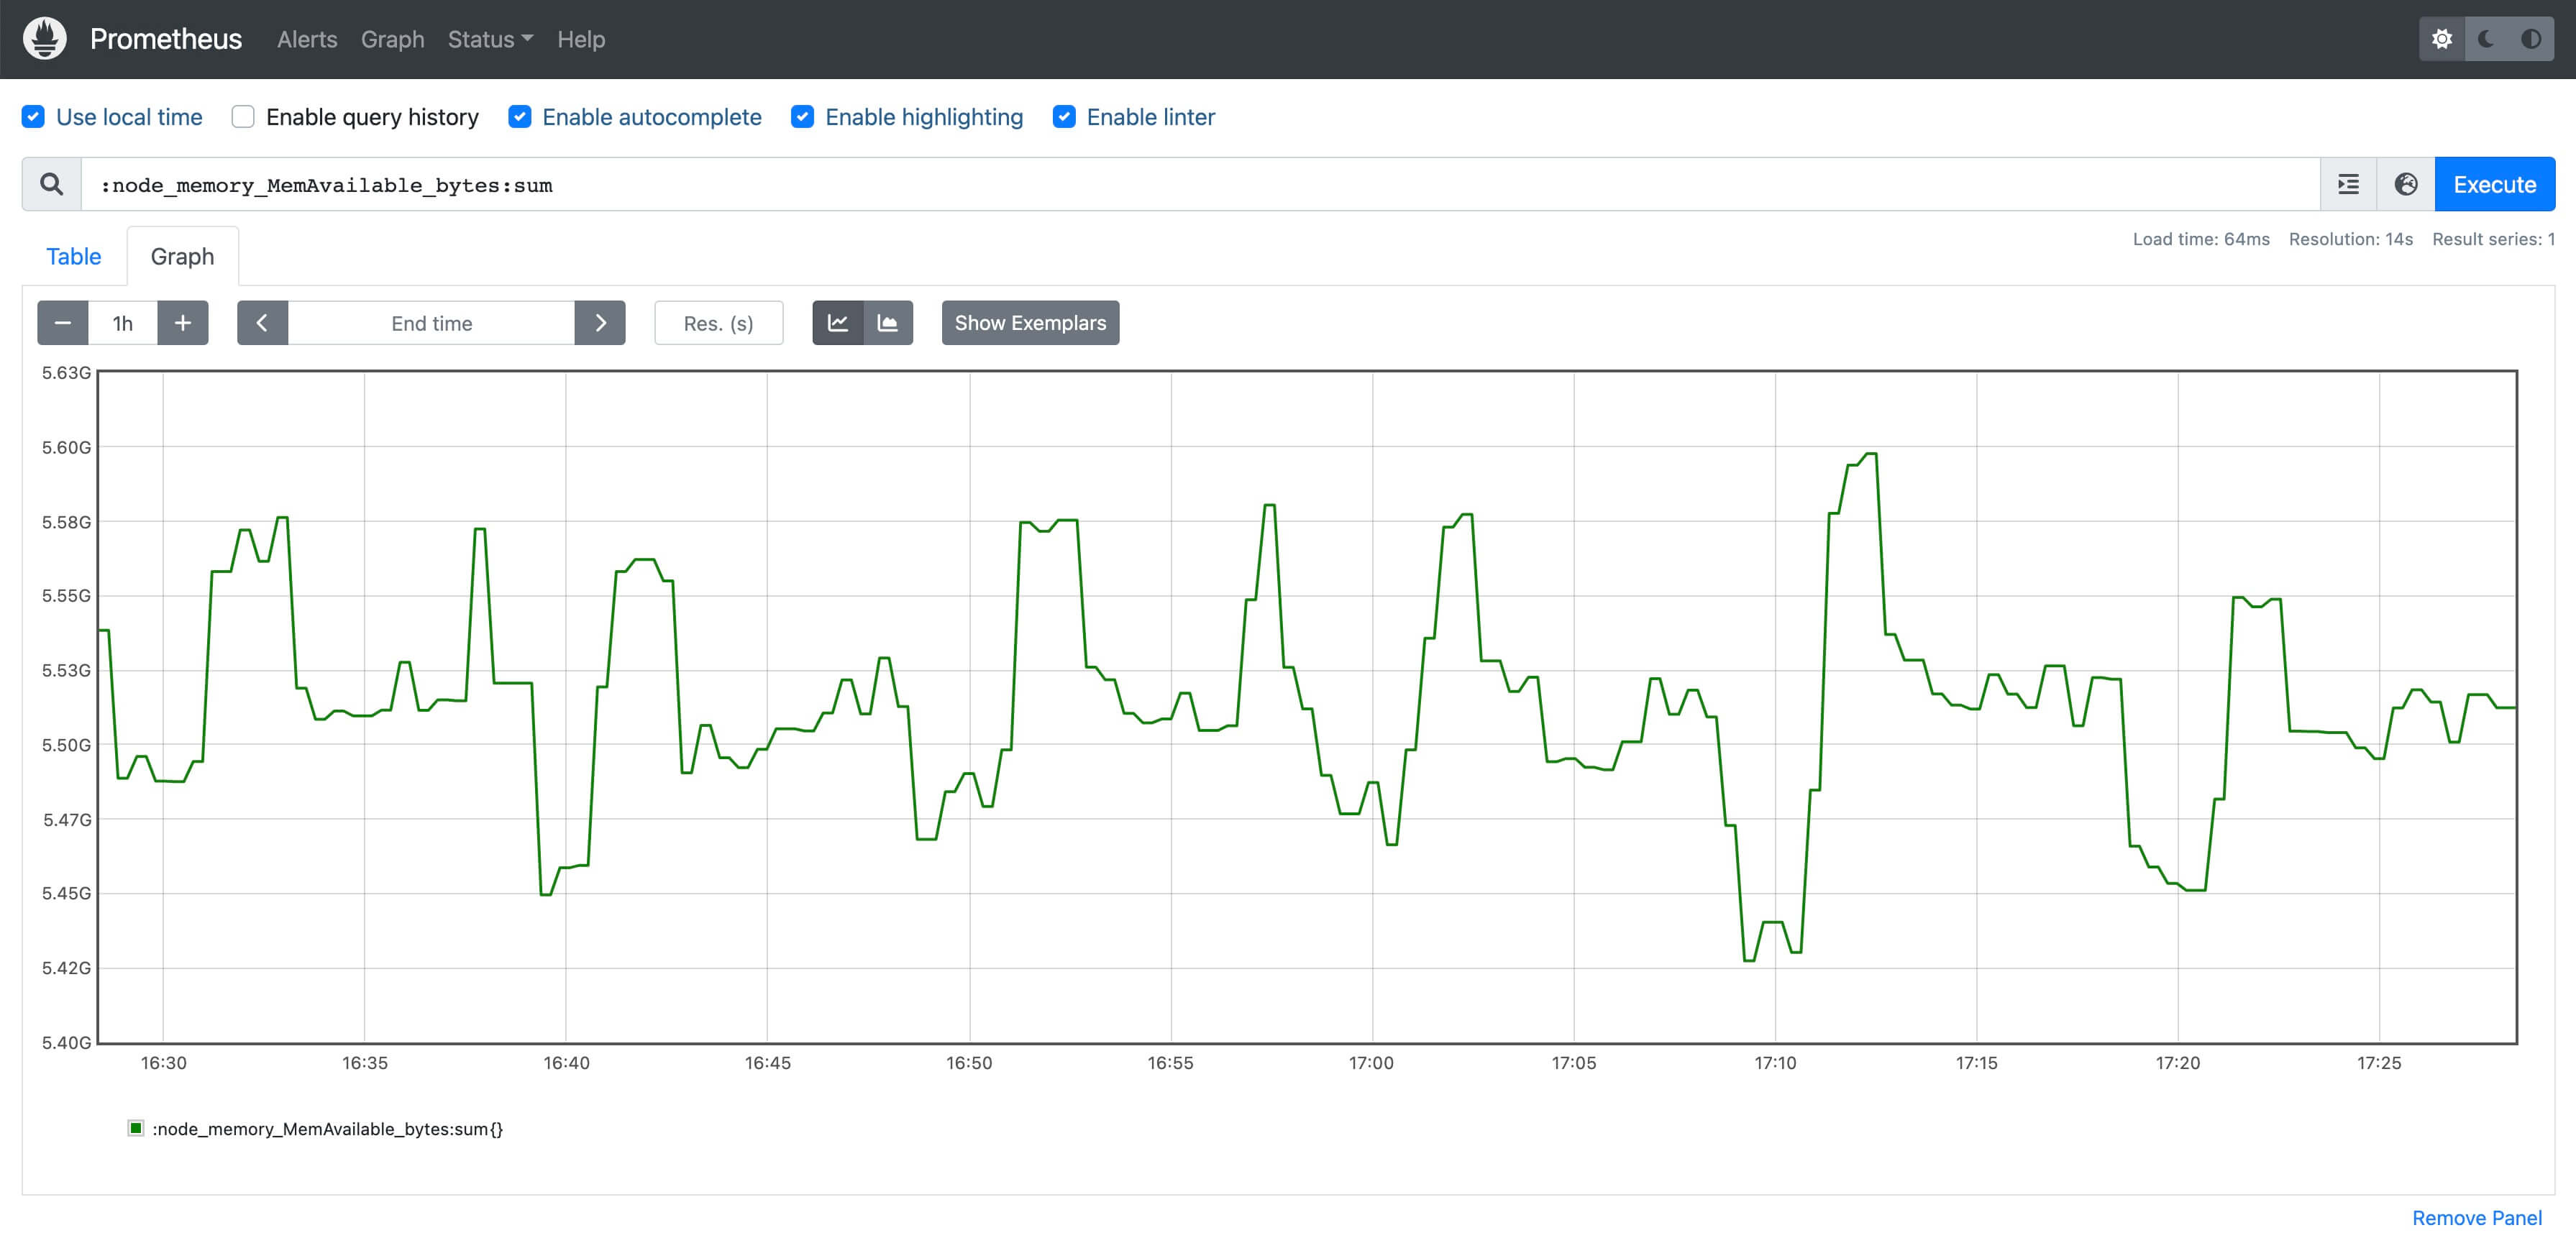 Prometheus Alerts Graph Status Help
Use local time Enable query history Enable autocomplete Enable highlighting Enable linter
:node_memory_MemAvailable_bytes:sum Execute
Table Graph Load time: 64ms Resolution: 14s Result series: 1
1h End time Res. (s) Show Exemplars
5.63G
5.60G
5.58G
5.55G
5.53G
5.50G
5.47G
5.45G
5.42G
5.40G
16:30 16:35 16:40 16:45 16:50 16:55 17:00 17:05 17:10 17:15 17:20 17:25
:node_memory_MemAvailable_bytes:sum{}
Remove Panel